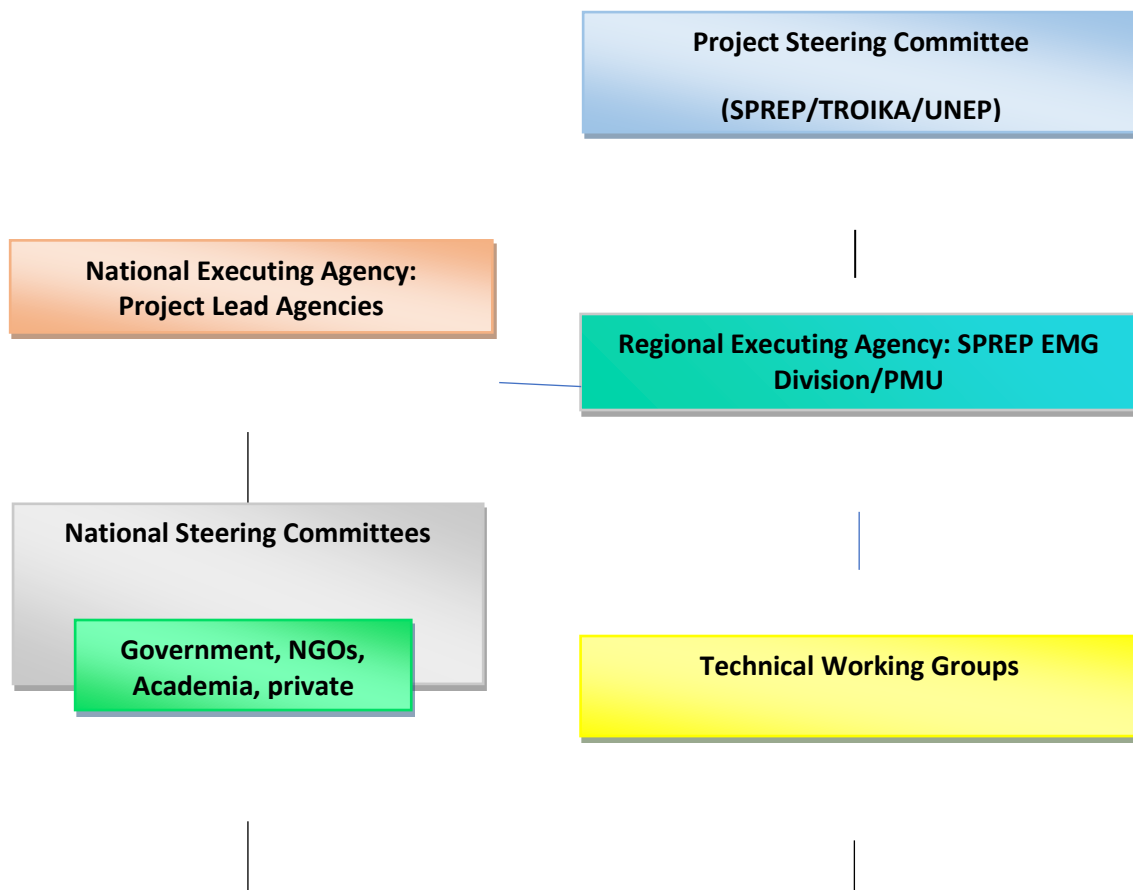 Project Steering Committee
(SPREP/TROIKA/UNEP)
National Executing Agency:
Project Lead Agencies
Regional Executing Agency: SPREP EMG
Division/PMU
National Steering Committees
Government, NGOs,
Academia, private
Technical Working Groups